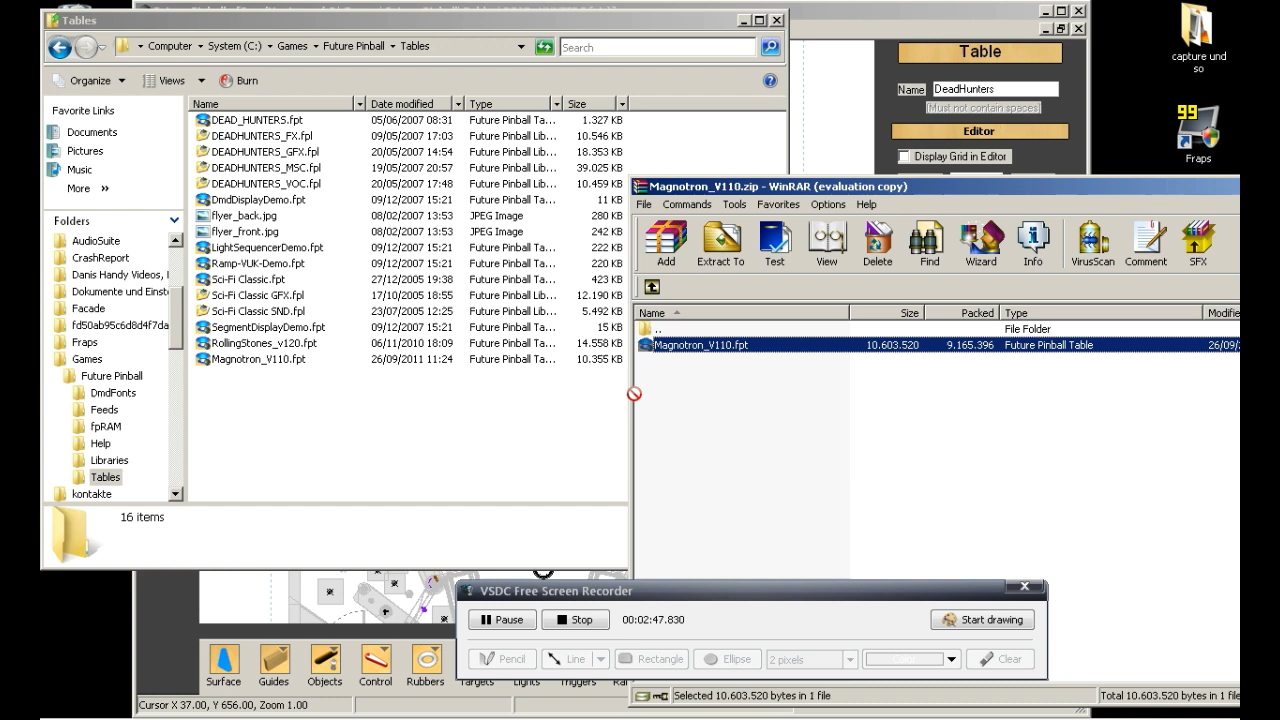 Tables
Computer System (C:) Games Future Pinball Tables
Search
Organize Views Burn
Favorite Links
Documents
Pictures
Music
More »
Folders
AudioSuite
CrashReport
Danis Handy Videos,
Dokumente und Einst
Facade
fd50ab95c6d8d4f7da
Fraps
Games
Future Pinball
DmdFonts
Feeds
fpRAM
Help
Libraries
Tables
kontakte
Name Date modified Type Size
DEAD_HUNTERS.fpt 05/06/2007 08:31 Future Pinball Ta... 1.327 KB
DEADHUNTERS_FX.fpl 09/05/2007 17:03 Future Pinball Lib... 10.546 KB
DEADHUNTERS_GFX.fpl 20/05/2007 14:54 Future Pinball Lib... 18.353 KB
DEADHUNTERS_MSC.fpl 19/05/2007 20:57 Future Pinball Lib... 39.025 KB
DEADHUNTERS_VOC.fpl 20/05/2007 17:48 Future Pinball Lib... 10.459 KB
DmdDisplayDemo.fpt 09/12/2007 15:21 Future Pinball Ta... 11 KB
flyer_back.jpg 08/02/2007 13:53 JPEG Image 280 KB
flyer_front.jpg 08/02/2007 13:53 JPEG Image 242 KB
LightSequencerDemo.fpt 09/12/2007 15:21 Future Pinball Ta... 222 KB
Ramp-VUK-Demo.fpt 09/12/2007 15:21 Future Pinball Ta... 220 KB
Sci-Fi Classic.fpt 27/12/2005 19:38 Future Pinball Ta... 423 KB
Sci-Fi Classic GFX.fpl 17/10/2005 18:55 Future Pinball Lib... 12.190 KB
Sci-Fi Classic SND.fpl 23/07/2005 12:25 Future Pinball Lib... 5.492 KB
SegmentDisplayDemo.fpt 09/12/2007 15:21 Future Pinball Ta... 15 KB
RollingStones_v120.fpt 06/11/2010 18:09 Future Pinball Ta... 14.558 KB
Magnotron_V110.fpt 26/09/2011 11:24 Future Pinball Ta... 10.355 KB
16 items
Table
Name DeadHunters
(Must not contain spaces)
Editor
Display Grid in Editor
capture und
so
99
Fraps
Magnotron_V110.zip - WinRAR (evaluation copy)
File Commands Tools Favorites Options Help
Add Extract To Test View Delete Find Wizard Info VirusScan Comment SFX
Name Size Packed Type Modifie
.. File Folder
Magnotron_V110.fpt 10.603.520 9.165.396 Future Pinball Table 26/09/
VSDC Free Screen Recorder
Pause Stop 00:02:47.830 Start drawing
Pencil Line Rectangle Ellipse 2 pixels Color Clear
Surface Guides Objects Control Rubbers Targets Lights Triggers
Cursor X 37.00, Y 656.00, Zoom 1.00
Selected 10.603.520 bytes in 1 file Total 10.603.520 bytes in 1 file